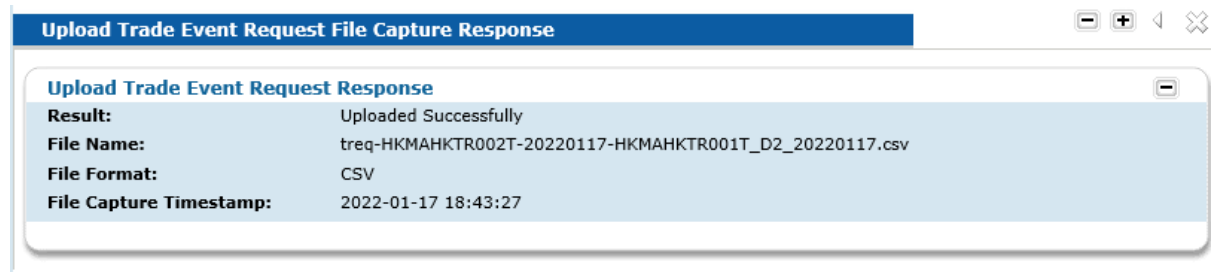 Upload Trade Event Request File Capture Response
Upload Trade Event Request Response
Result: Uploaded Successfully
File Name: treq-HKMAHKTR002T-20220117-HKMAHKTR001T_D2_20220117.csv
File Format: CSV
File Capture Timestamp: 2022-01-17 18:43:27